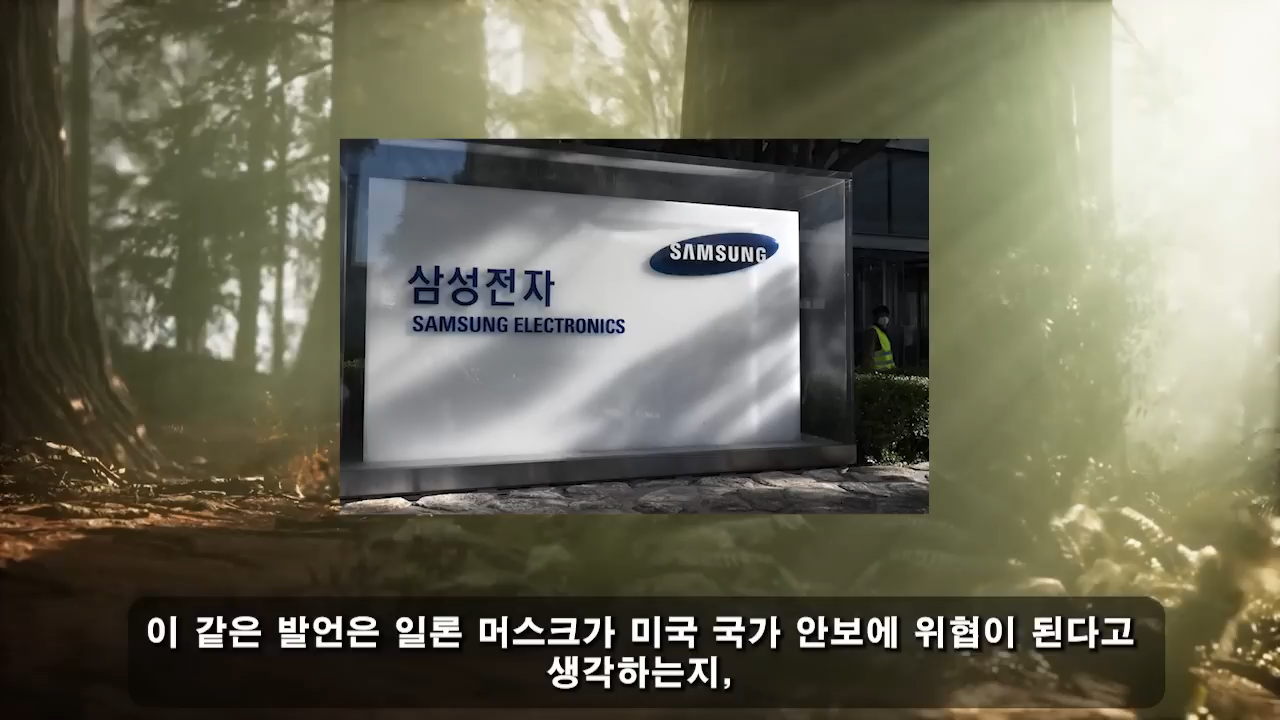 SAMSUNG
삼성전자
SAMSUNG ELECTRONICS
이 같은 발언은 일론 머스크가 미국 국가 안보에 위협이 된다고
생각하는지,